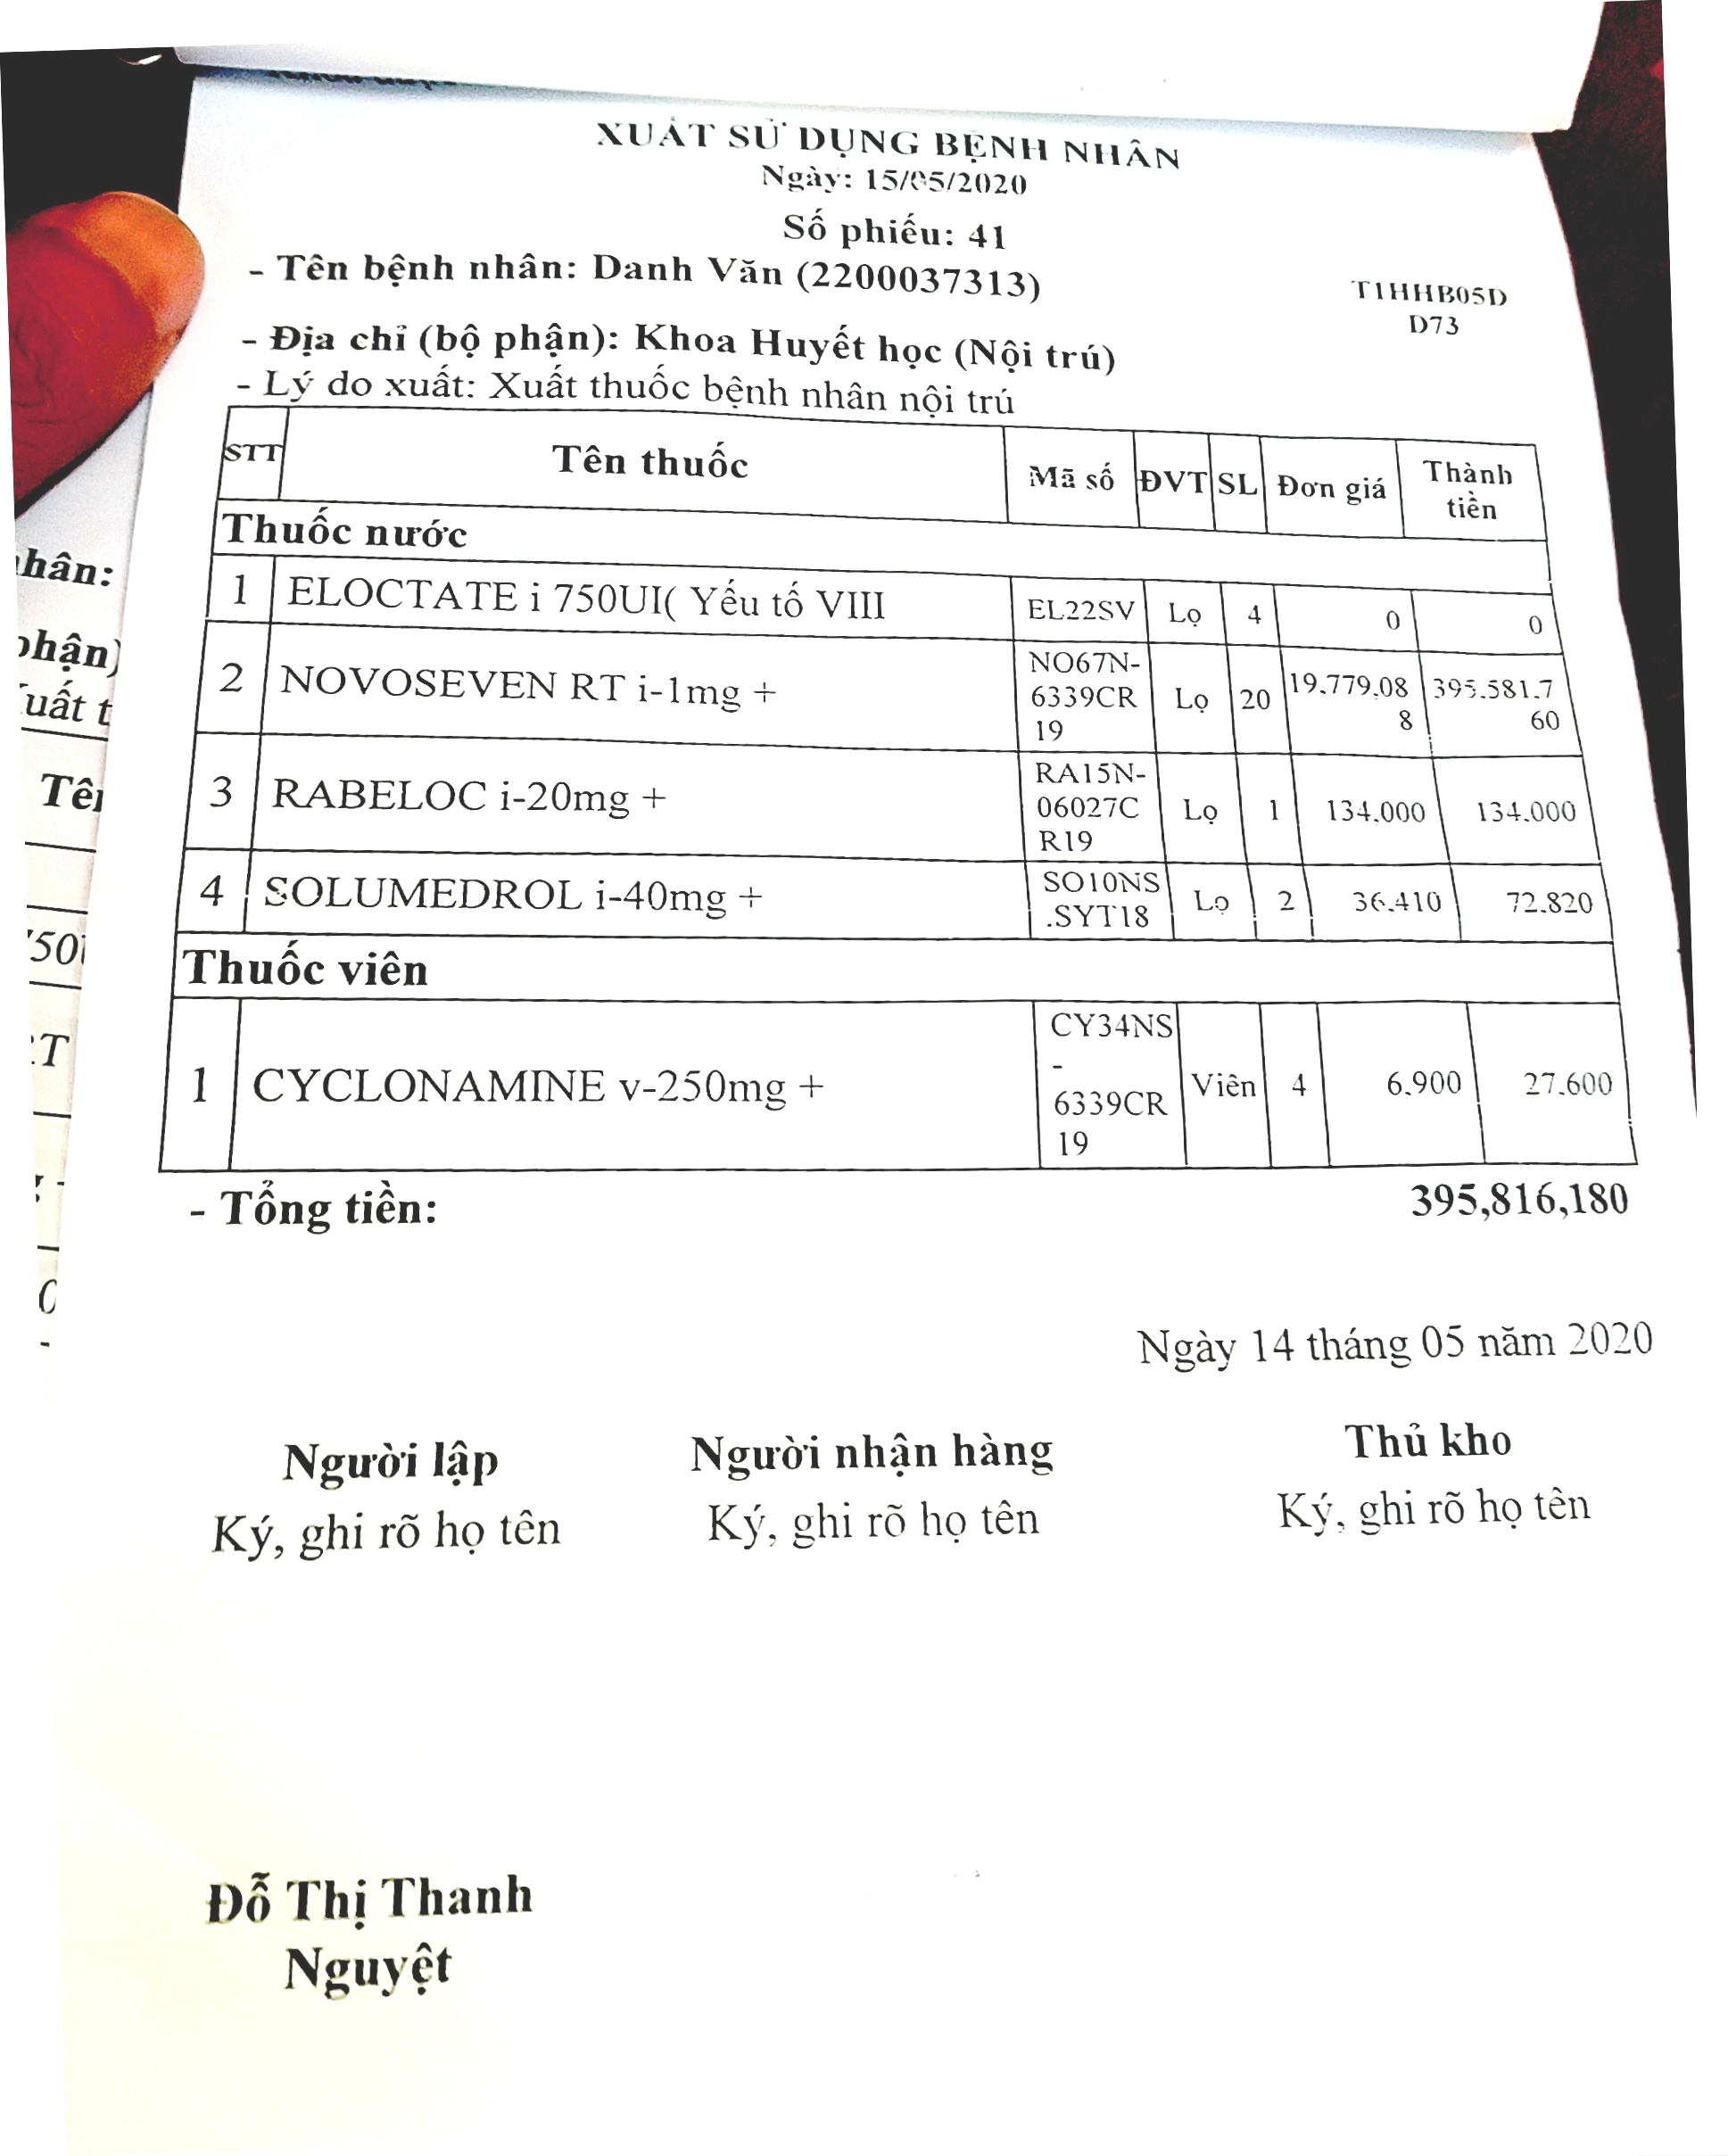 XUẤT SỬ DỤNG BỆNH NHÂN
Ngày: 15/05/2020
Số phiếu: 41
- Tên bệnh nhân: Danh Văn (2200037313)
T1HHB05D
D73
- Địa chỉ (bộ phận): Khoa Huyết học (Nội trú)
- Lý do xuất: Xuất thuốc bệnh nhân nội trú
STT Tên thuốc Mã số ĐVT SL Đơn giá Thành tiền
Thuốc nước
1 ELOCTATE i 750UI( Yếu tố VIII EL22SV Lọ 4 0 0
2 NOVOSEVEN RT i-1mg + NO67N-6339CR19 Lọ 20 19.779.088 395.581.760
3 RABELOC i-20mg + RA15N-06027CR19 Lọ 1 134.000 134.000
4 SOLUMEDROL i-40mg + SO10NS.SYT18 Lọ 2 36.410 72.820
Thuốc viên
1 CYCLONAMINE v-250mg + CY34NS-6339CR19 Viên 4 6.900 27.600
- Tổng tiền: 395,816,180
Ngày 14 tháng 05 năm 2020
Người lập Người nhận hàng Thủ kho
Ký, ghi rõ họ tên Ký, ghi rõ họ tên Ký, ghi rõ họ tên
Đỗ Thị Thanh
Nguyệt
hân:
phận)
uất t
Tên
750
RT